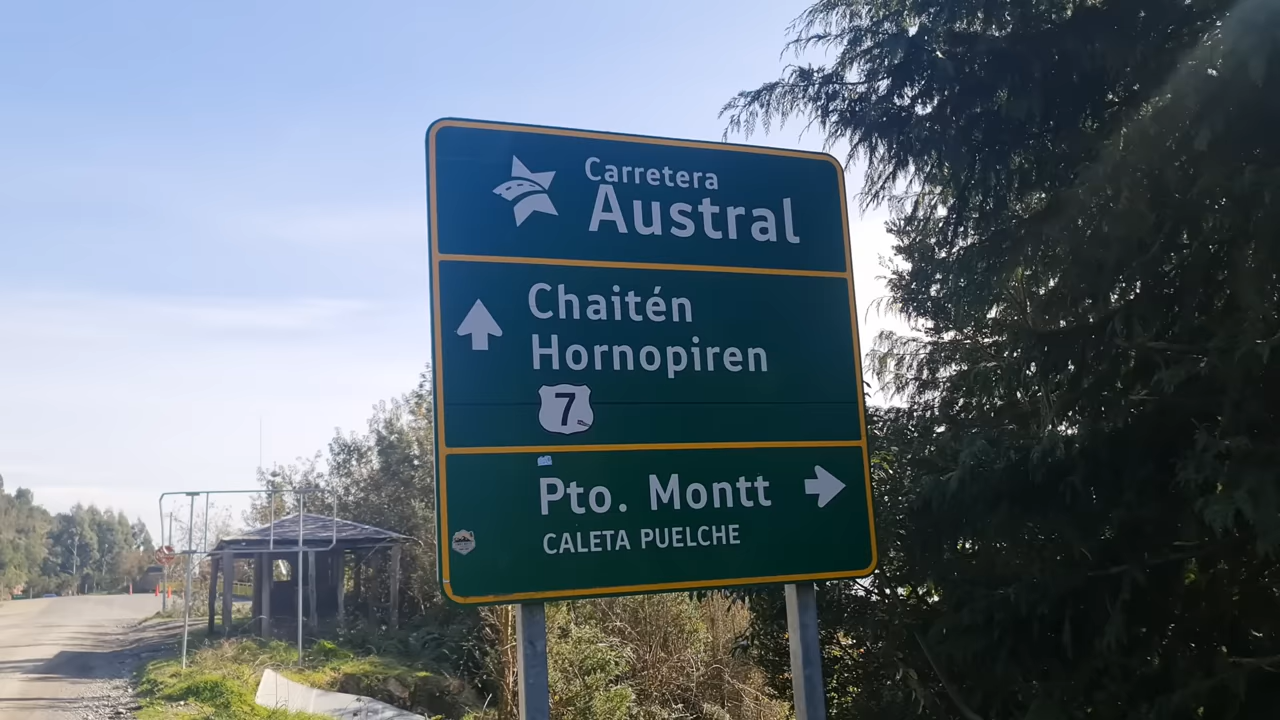 Carretera
Austral
Chaitén
Hornopiren
7
Pto. Montt
CALETA PUELCHE